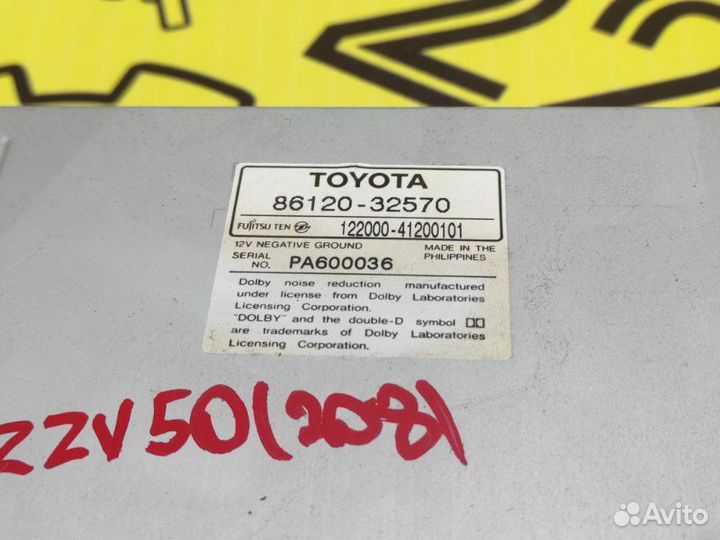 TOYOTA
86120-32570
FUJITSU TEN 122000-41200101
12V NEGATIVE GROUND MADE IN THE
SERIAL PHILIPPINES
NO. PA600036
Dolby noise reduction manufactured
under license from Dolby Laboratories
Licensing Corporation.
"DOLBY" and the double-D symbol
are trademarks of Dolby Laboratories
Licensing Corporation.
ZZV50(208)
Avito